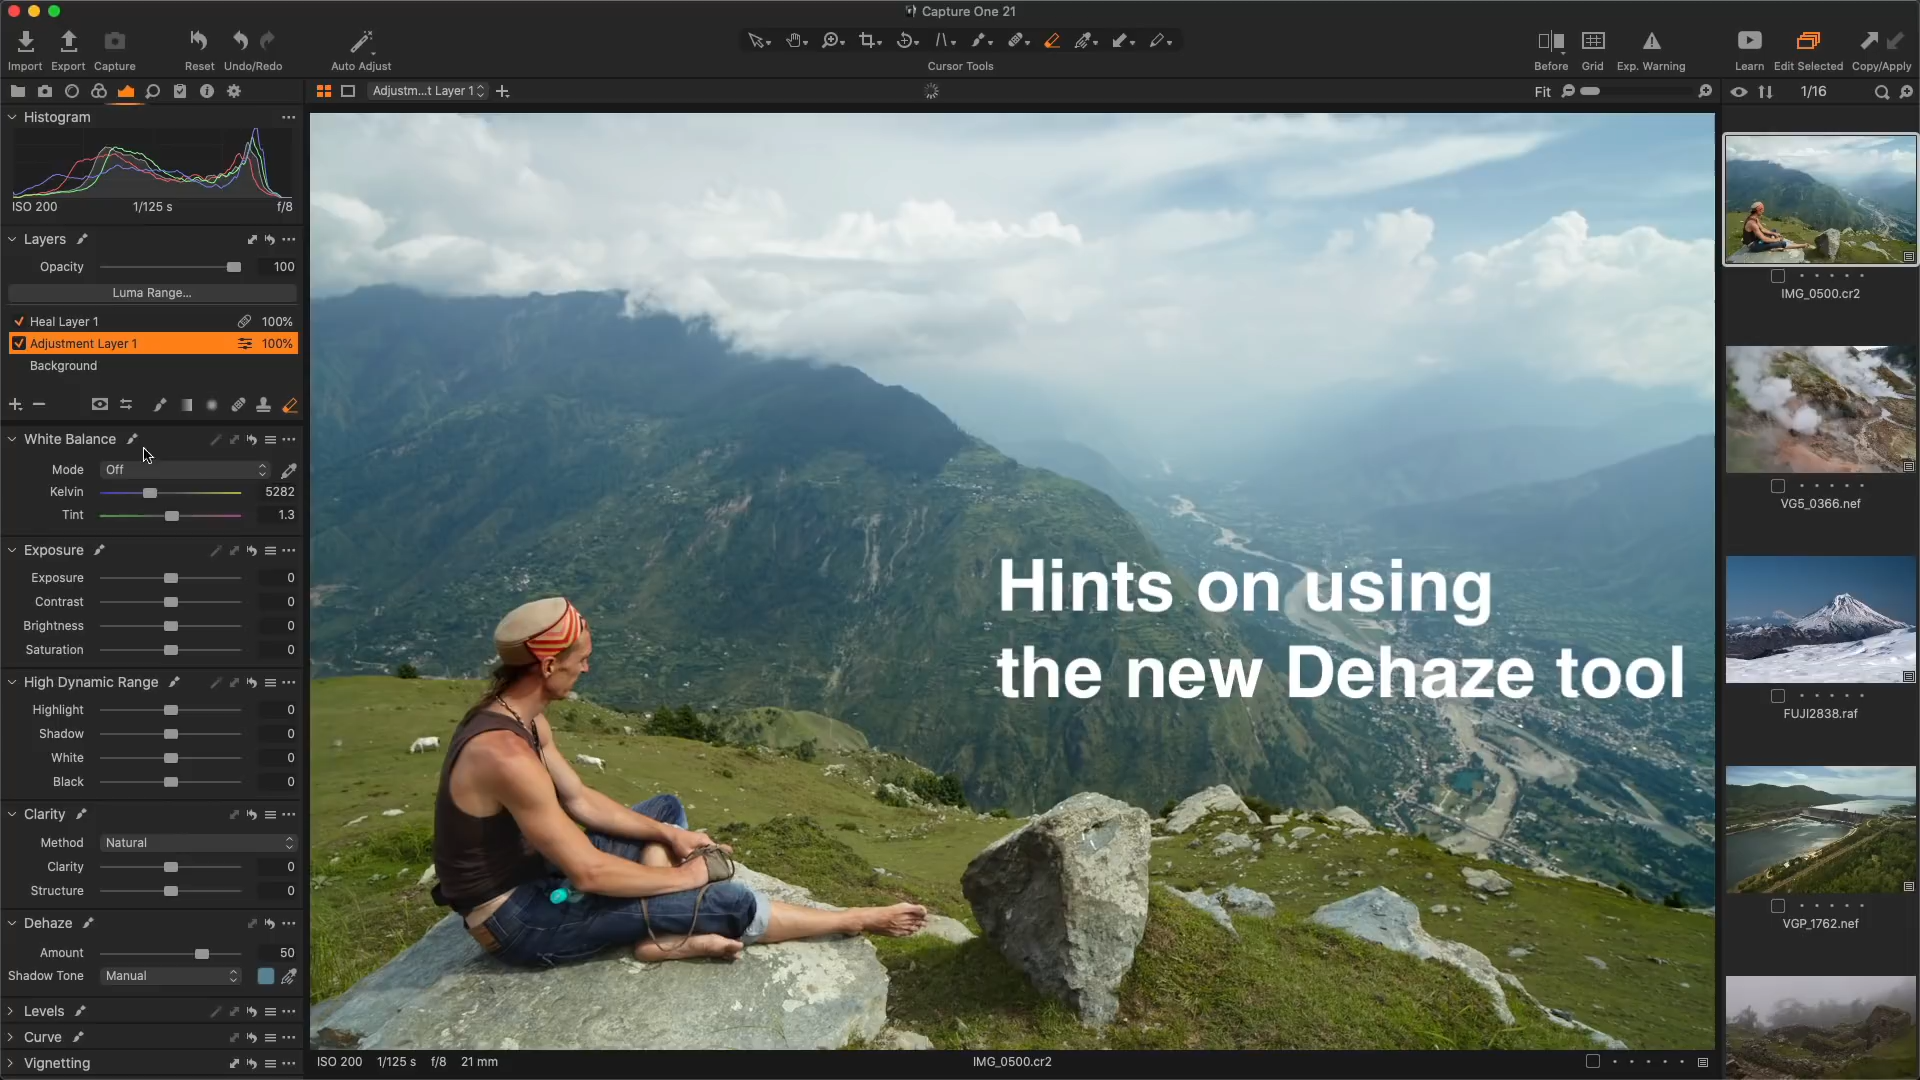 Capture One 21
Import
Export
Capture
Reset
Undo/Redo
Auto Adjust
Cursor Tools
Before
Grid
Exp. Warning
Learn
Edit Selected
Copy/Apply
Adjustm...t Layer 1
Fit
1/16
Histogram
ISO 200
1/125 s
f/8
Layers
Opacity 100
Luma Range...
Heal Layer 1 100%
Adjustment Layer 1 100%
Background
White Balance
Mode Off
Kelvin 5282
Tint 1.3
Exposure
Exposure 0
Contrast 0
Brightness 0
Saturation 0
High Dynamic Range
Highlight 0
Shadow 0
White 0
Black 0
Clarity
Method Natural
Clarity 0
Structure 0
Dehaze
Amount 50
Shadow Tone Manual
Levels
Curve
Vignetting
Hints on using
the new Dehaze tool
ISO 200 1/125 s f/8 21 mm
IMG_0500.cr2
IMG_0500.cr2
VG5_0366.nef
FUJI2838.raf
VGP_1762.nef